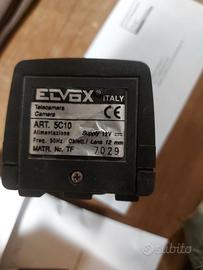 ELVOX ® ITALY
Telecamera
Camera
CE
ART. 5C10
Alimentazione Supply 12V
Freq. 50Hz Obiett./ Lens 12 mm
MATR. No. TF 7029
subito